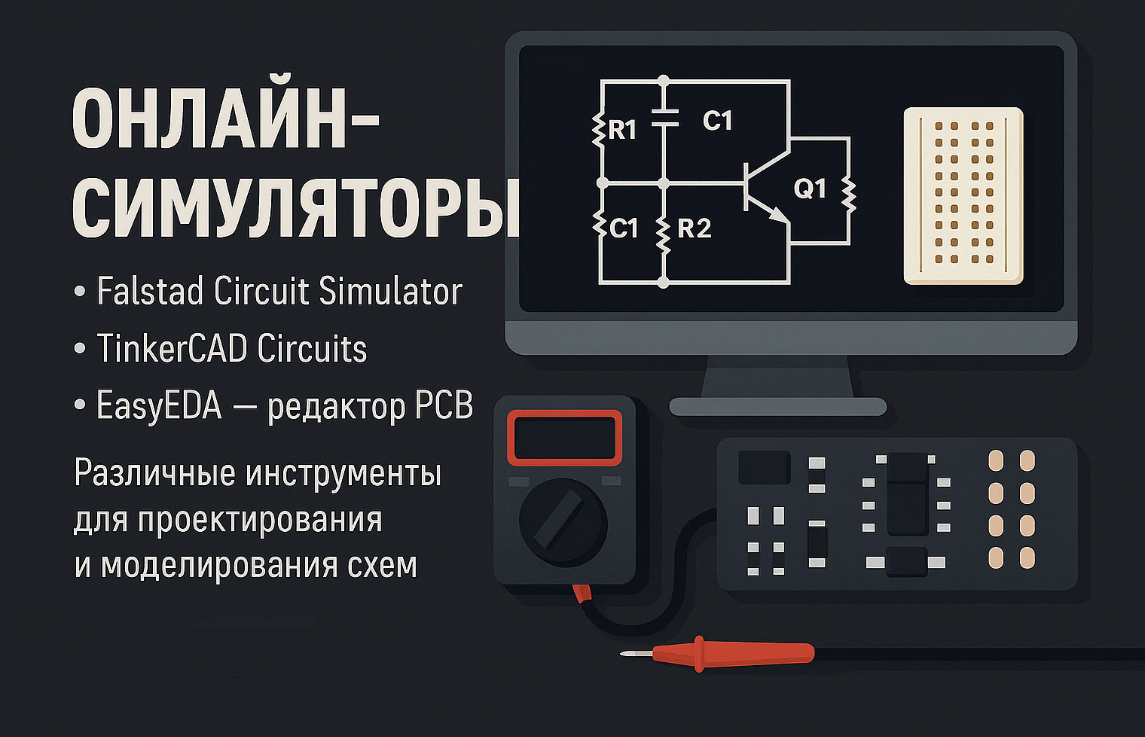 ОНЛАЙН–
СИМУЛЯТОРЫ
• Falstad Circuit Simulator
• TinkerCAD Circuits
• EasyEDA — редактор PCB
Различные инструменты
для проектирования
и моделирования схем
R1
C1
Q1
C1
R2